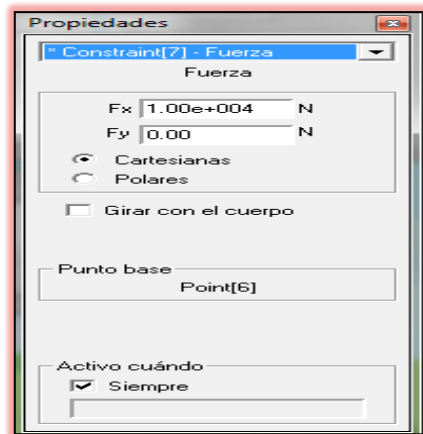 Propiedades
* Constraint[7] - Fuerza
Fuerza
Fx 1.00e+004 N
Fy 0.00 N
Cartesianas
Polares
Girar con el cuerpo
Punto base
Point[6]
Activo cuándo
Siempre